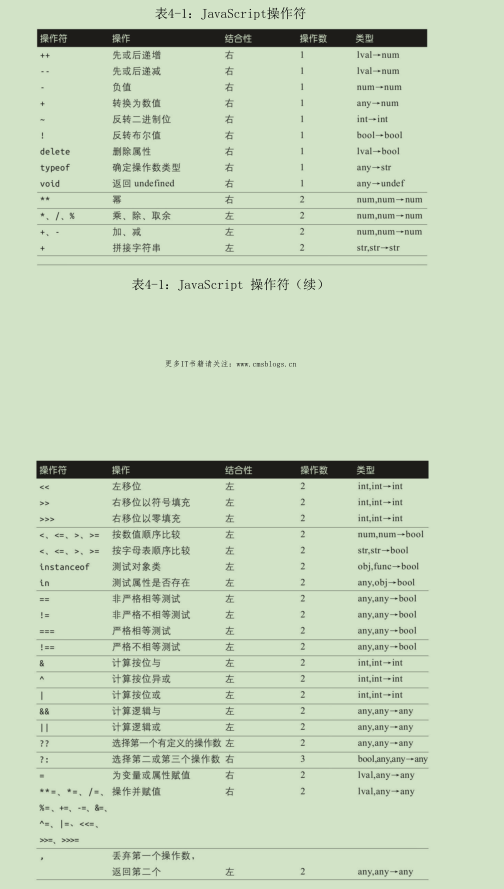 表4-1: JavaScript操作符
操作符 操作 结合性 操作数 类型
++ 先或后递增 右 1 lval→num
-- 先或后递减 右 1 lval→num
- 负值 右 1 num→num
+ 转换为数值 右 1 any→num
~ 反转二进制位 右 1 int→int
! 反转布尔值 右 1 bool→bool
delete 删除属性 右 1 lval→bool
typeof 确定操作数类型 右 1 any→str
void 返回 undefined 右 1 any→undef
** 幂 右 2 num,num→num
*、/、% 乘、除、取余 左 2 num,num→num
+、- 加、减 左 2 num,num→num
+ 拼接字符串 左 2 str,str→str
表4-1: JavaScript 操作符（续）
更多IT书籍请关注：www.cmsblogs.cn
操作符 操作 结合性 操作数 类型
<< 左移位 左 2 int,int→int
>> 右移位以符号填充 左 2 int,int→int
>>> 右移位以零填充 左 2 int,int→int
<、<=、>、>= 按数值顺序比较 左 2 num,num→bool
<、<=、>、>= 按字母表顺序比较 左 2 str,str→bool
instanceof 测试对象类 左 2 obj,func→bool
in 测试属性是否存在 左 2 any,obj→bool
== 非严格相等测试 左 2 any,any→bool
!= 非严格不相等测试 左 2 any,any→bool
=== 严格相等测试 左 2 any,any→bool
!== 严格不相等测试 左 2 any,any→bool
& 计算按位与 左 2 int,int→int
^ 计算按位异或 左 2 int,int→int
| 计算按位或 左 2 int,int→int
&& 计算逻辑与 左 2 any,any→any
|| 计算逻辑或 左 2 any,any→any
?? 选择第一个有定义的操作数 左 2 any,any→any
?: 选择第二或第三个操作数 右 3 bool,any,any→any
= 为变量或属性赋值 右 2 lval,any→any
**=、*=、/=、 操作并赋值 右 2 lval,any→any
%=、+=、-=、&=、
^=、|=、<<=、
>>=、>>>=
, 丢弃第一个操作数，
返回第二个 左 2 any,any→any